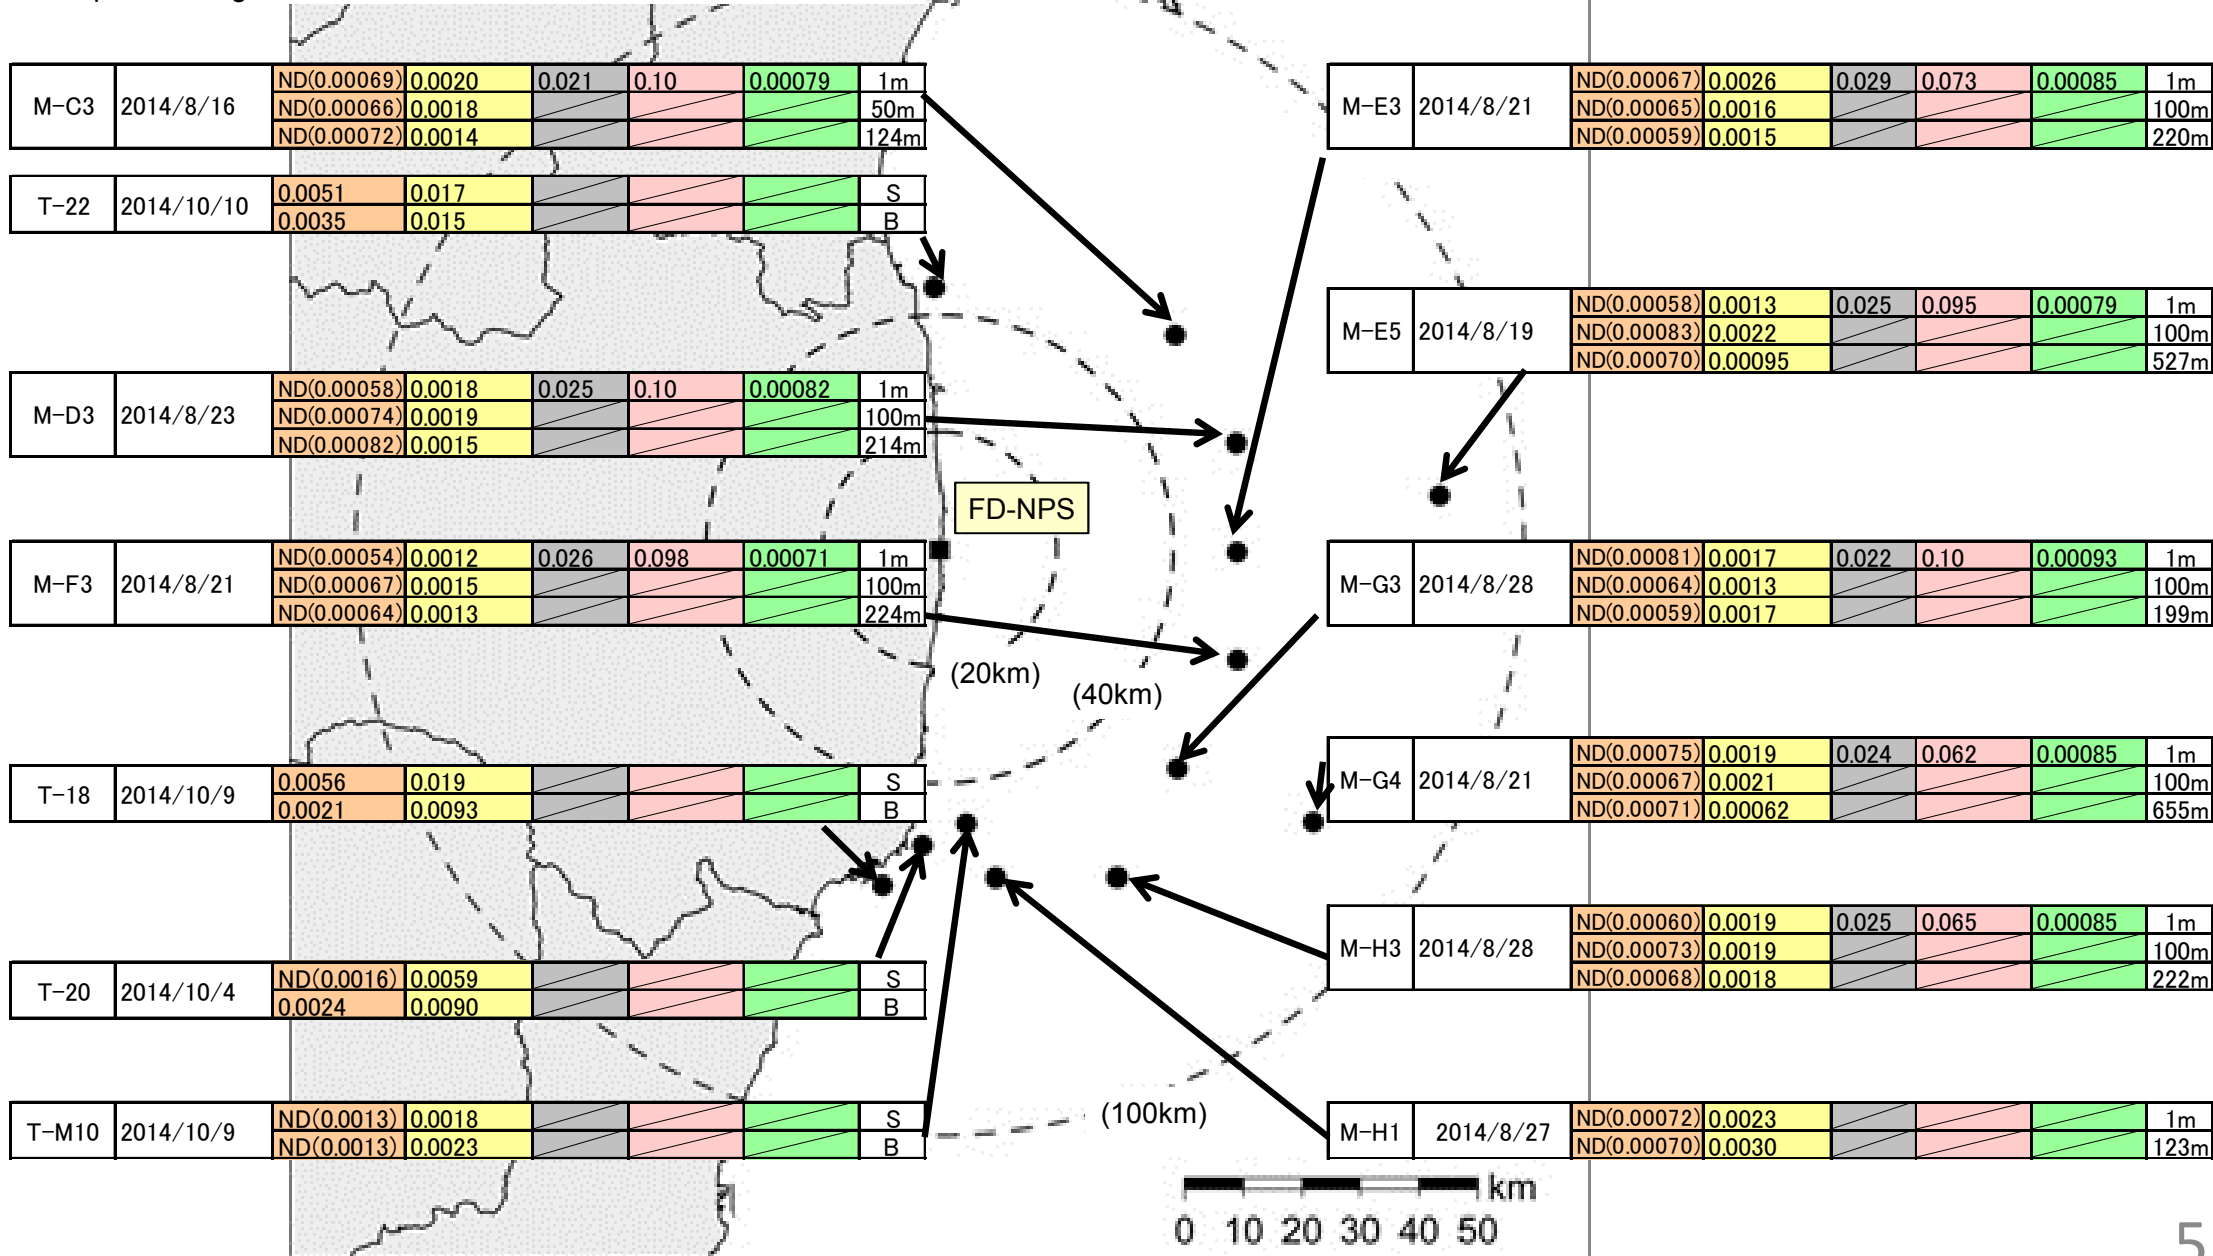 M-C3 2014/8/16 ND(0.00069) 0.0020 0.021 0.10 0.00079 1m
ND(0.00066) 0.0018 50m
ND(0.00072) 0.0014 124m
T-22 2014/10/10 0.0051 0.017 S
0.0035 0.015 B
M-D3 2014/8/23 ND(0.00058) 0.0018 0.025 0.10 0.00082 1m
ND(0.00074) 0.0019 100m
ND(0.00082) 0.0015 214m
M-F3 2014/8/21 ND(0.00054) 0.0012 0.026 0.098 0.00071 1m
ND(0.00067) 0.0015 100m
ND(0.00064) 0.0013 224m
T-18 2014/10/9 0.0056 0.019 S
0.0021 0.0093 B
T-20 2014/10/4 ND(0.0016) 0.0059 S
0.0024 0.0090 B
T-M10 2014/10/9 ND(0.0013) 0.0018 S
ND(0.0013) 0.0023 B
FD-NPS
(20km)
(40km)
(100km)
M-E3 2014/8/21 ND(0.00067) 0.0026 0.029 0.073 0.00085 1m
ND(0.00065) 0.0016 100m
ND(0.00059) 0.0015 220m
M-E5 2014/8/19 ND(0.00058) 0.0013 0.025 0.095 0.00079 1m
ND(0.00083) 0.0022 100m
ND(0.00070) 0.00095 527m
M-G3 2014/8/28 ND(0.00081) 0.0017 0.022 0.10 0.00093 1m
ND(0.00064) 0.0013 100m
ND(0.00059) 0.0017 199m
M-G4 2014/8/21 ND(0.00075) 0.0019 0.024 0.062 0.00085 1m
ND(0.00067) 0.0021 100m
ND(0.00071) 0.00062 655m
M-H3 2014/8/28 ND(0.00060) 0.0019 0.025 0.065 0.00085 1m
ND(0.00073) 0.0019 100m
ND(0.00068) 0.0018 222m
M-H1 2014/8/27 ND(0.00072) 0.0023 1m
ND(0.00070) 0.0030 123m
km
0 10 20 30 40 50
5